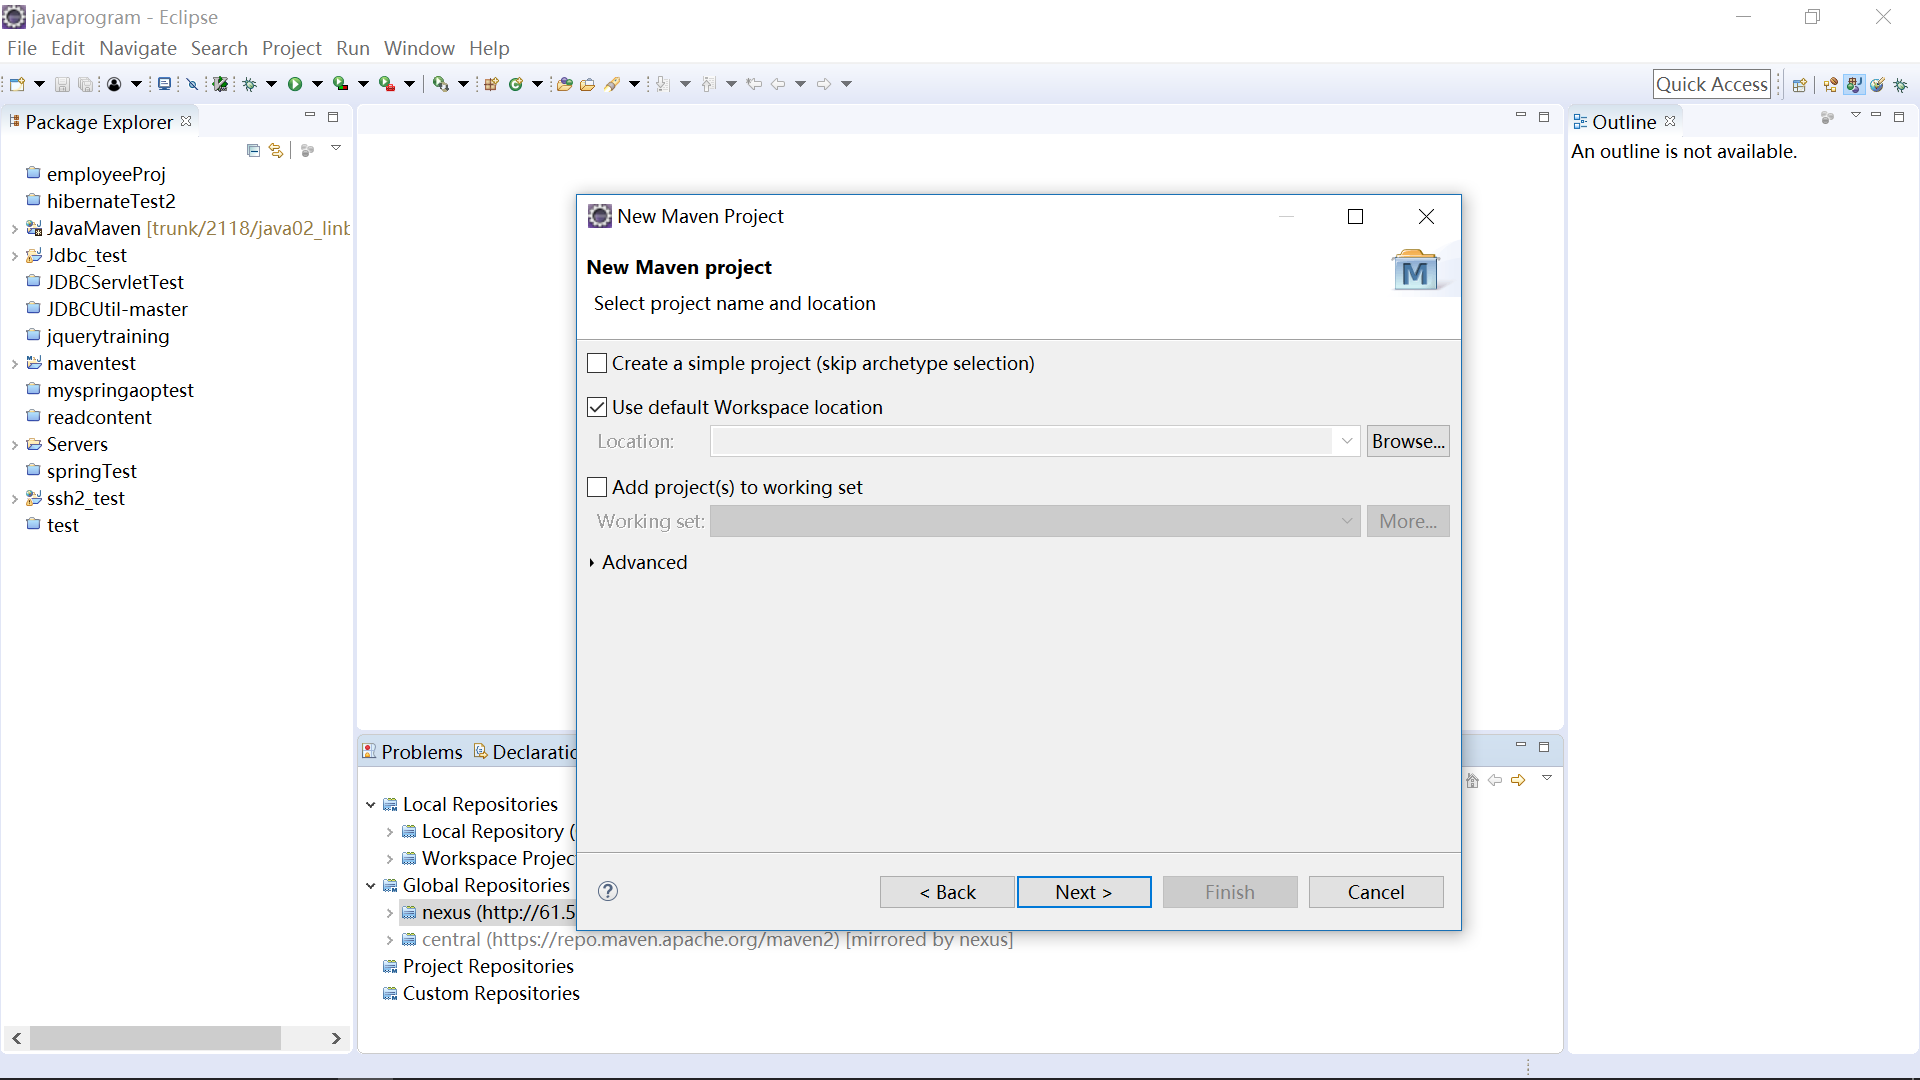 javaprogram - Eclipse
File Edit Navigate Search Project Run Window Help
Quick Access
Package Explorer
employeeProj
hibernateTest2
JavaMaven [trunk/2118/java02_lin
Jdbc_test
JDBCServletTest
JDBCUtil-master
jquerytraining
maventest
myspringaoptest
readcontent
Servers
springTest
ssh2_test
test
Outline
An outline is not available.
New Maven Project
New Maven project
Select project name and location
M
Create a simple project (skip archetype selection)
Use default Workspace location
Location: Browse...
Add project(s) to working set
Working set: More...
Advanced
< Back Next > Finish Cancel
Problems Declaratio
Local Repositories
Local Repository (
Workspace Projec
Global Repositories
nexus (http://61.5
central (https://repo.maven.apache.org/maven2) [mirrored by nexus]
Project Repositories
Custom Repositories